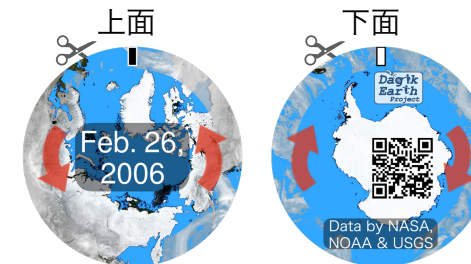 上面
下面
Feb. 26,
2006
Dagik
Earth
Project
Data by NASA,
NOAA & USGS